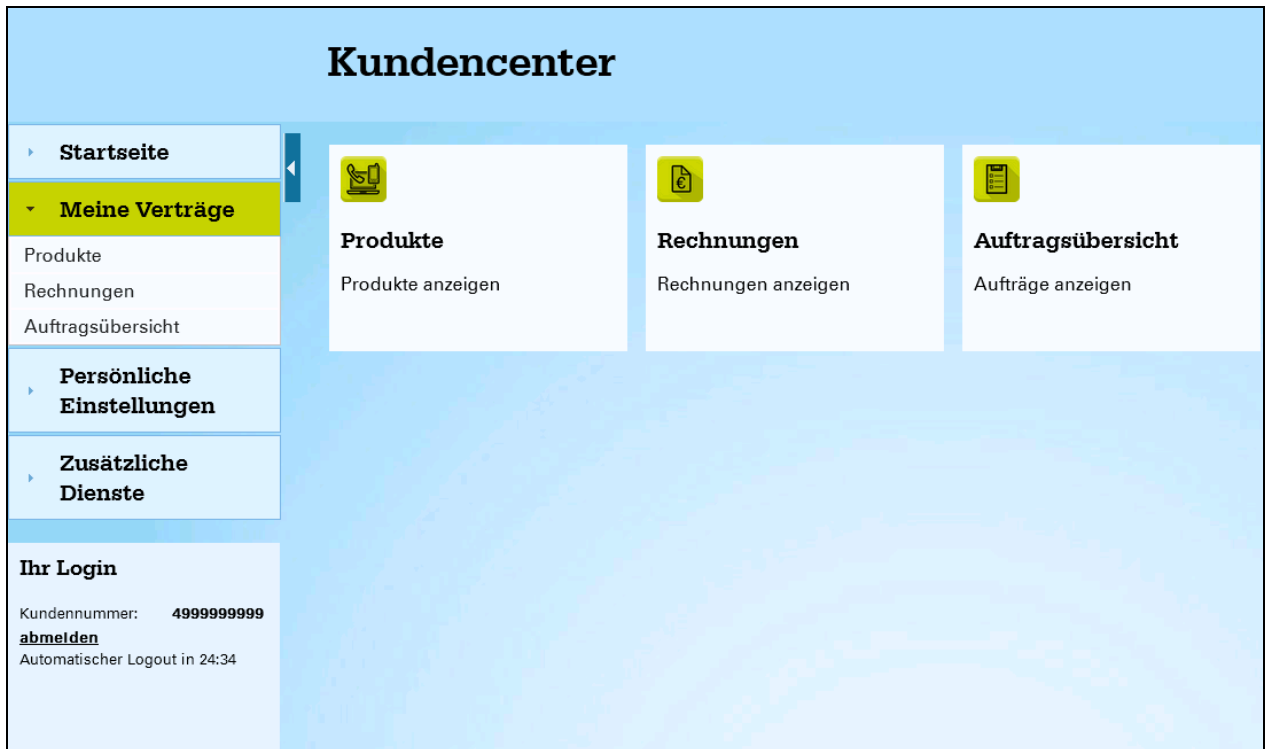 Kundencenter
Startseite
Meine Verträge
Produkte
Rechnungen
Auftragsübersicht
Persönliche
Einstellungen
Zusätzliche
Dienste
Ihr Login
Kundennummer: 4999999999
abmelden
Automatischer Logout in 24:34
Produkte
Produkte anzeigen
Rechnungen
Rechnungen anzeigen
Auftragsübersicht
Aufträge anzeigen